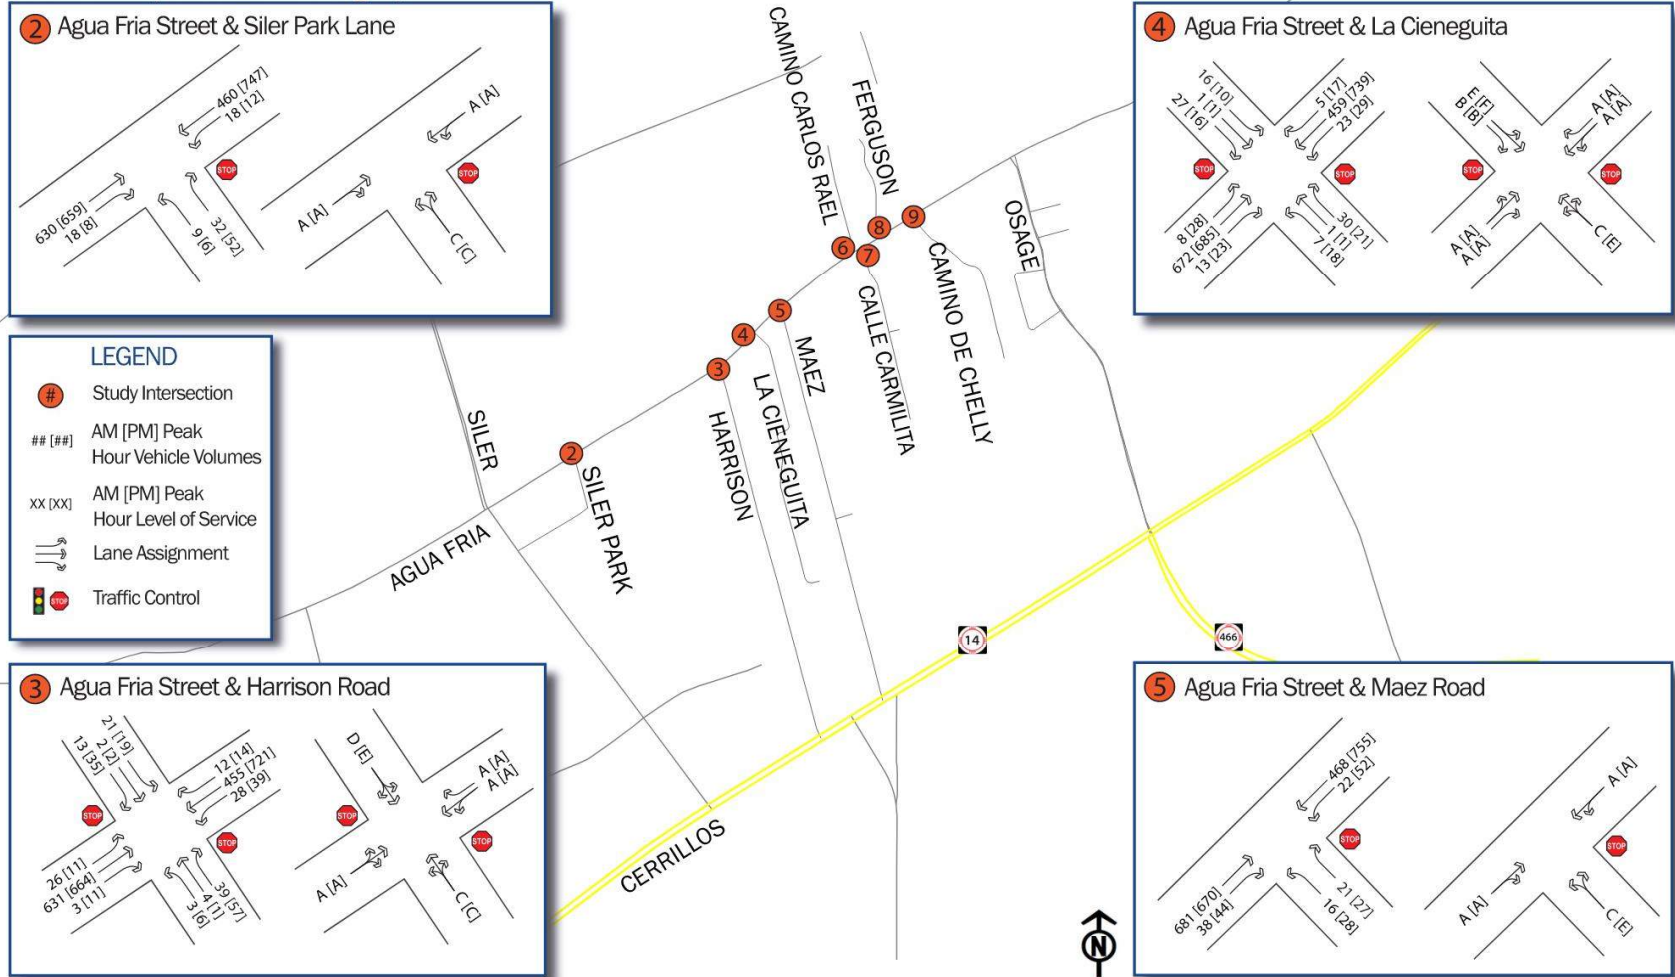 2 Agua Fria Street & Siler Park Lane
460 [747]
18 [12]
630 [659]
18 [8]
32 [52]
9 [6]
STOP
A [A]
A [A]
C [C]
STOP
LEGEND
# Study Intersection
## [##] AM [PM] Peak
Hour Vehicle Volumes
XX [XX] AM [PM] Peak
Hour Level of Service
Lane Assignment
STOP Traffic Control
3 Agua Fria Street & Harrison Road
21 [19]
2 [2]
13 [35]
12 [14]
455 [721]
28 [39]
26 [11]
631 [664]
3 [11]
39 [57]
4 [1]
3 [6]
STOP
STOP
D [E]
A [A]
A [A]
A [A]
C [C]
STOP
STOP
CAMINO CARLOS RAEL
FERGUSON
OSAGE
CAMINO DE CHELLY
CALLE CARMILITA
MAEZ
LA CIENEGUITA
HARRISON
SILER PARK
SILER
AGUA FRIA
CERRILLOS
2
3
4
5
6
7
8
9
14
466
N
4 Agua Fria Street & La Cieneguita
16 [10]
1 [1]
27 [16]
5 [17]
459 [739]
23 [29]
8 [28]
672 [685]
13 [23]
30 [21]
1 [1]
7 [18]
STOP
STOP
E [F]
B [B]
A [A]
A [A]
A [A]
A [A]
C [E]
STOP
STOP
5 Agua Fria Street & Maez Road
468 [755]
22 [52]
681 [670]
38 [44]
21 [27]
16 [28]
STOP
A [A]
A [A]
C [E]
STOP